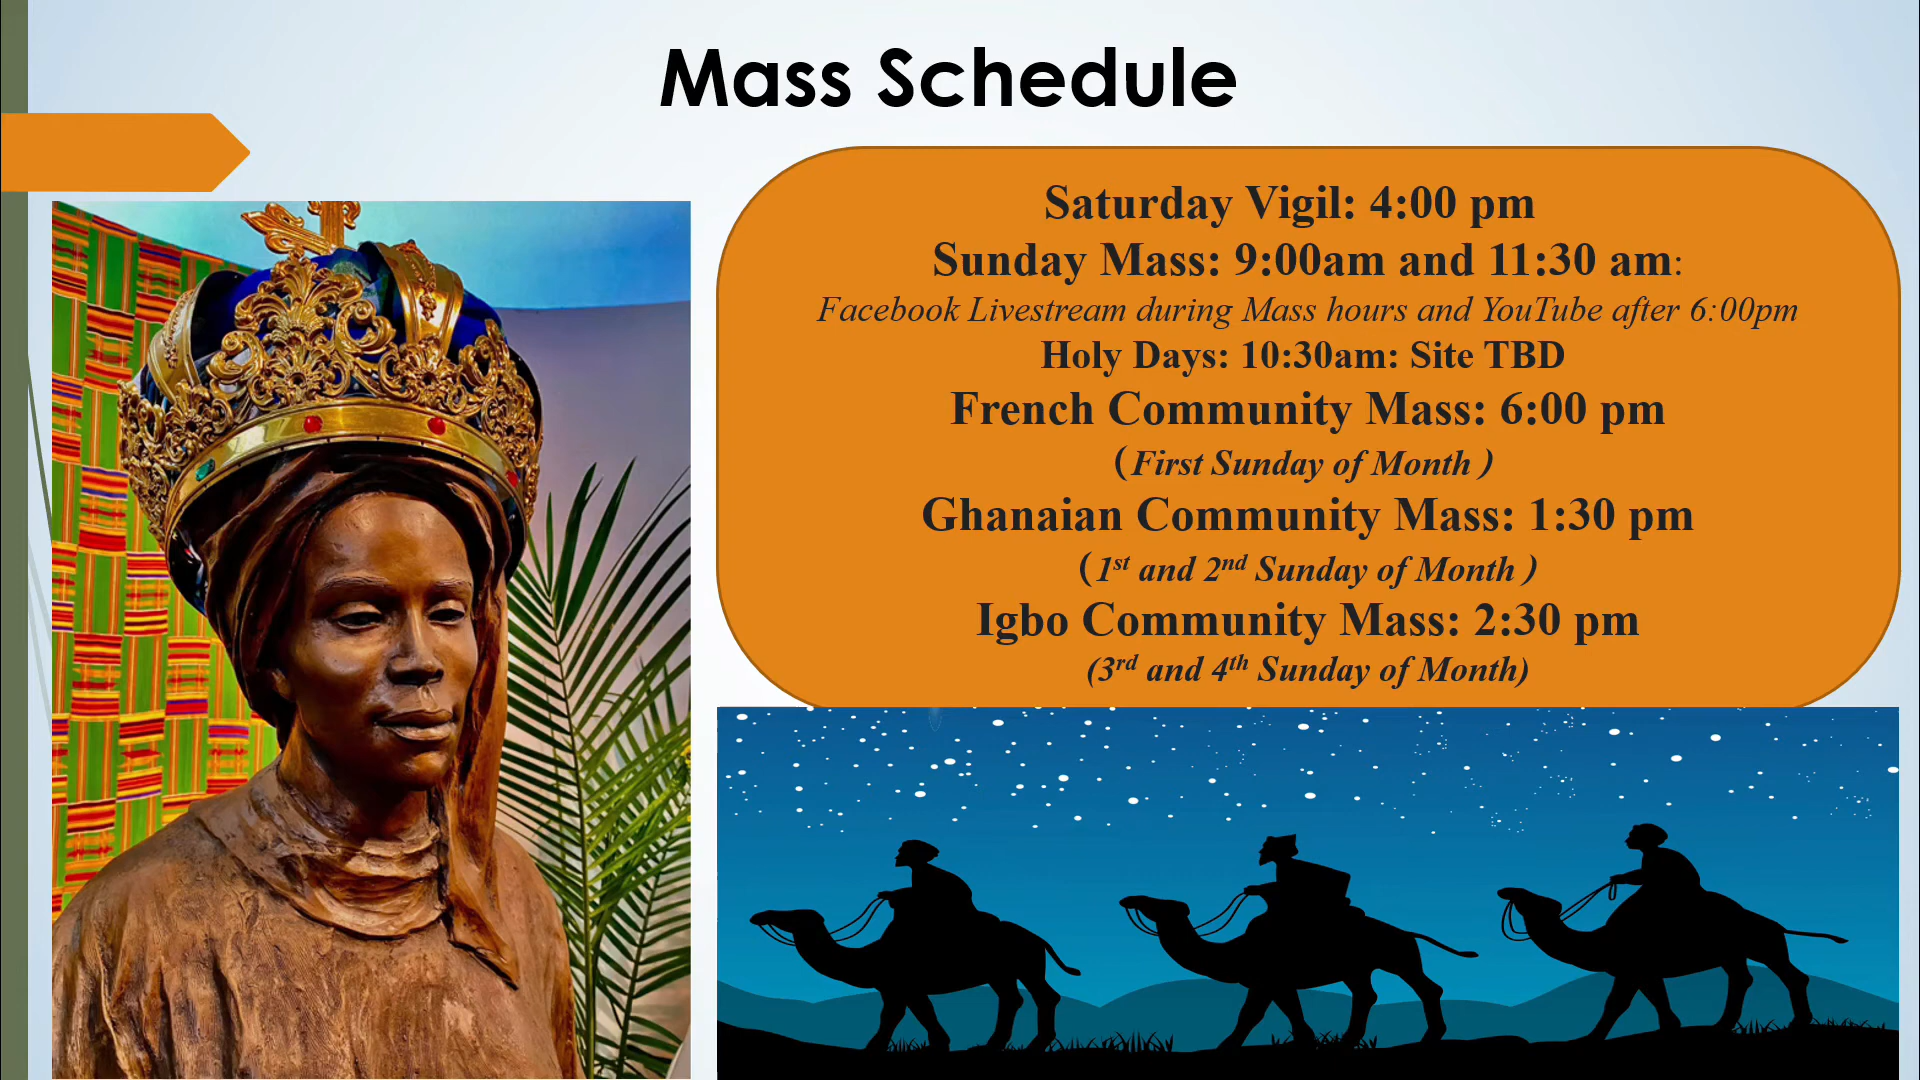 Mass Schedule
Saturday Vigil: 4:00 pm
Sunday Mass: 9:00am and 11:30 am:
Facebook Livestream during Mass hours and YouTube after 6:00pm
Holy Days: 10:30am: Site TBD
French Community Mass: 6:00 pm
(First Sunday of Month )
Ghanaian Community Mass: 1:30 pm
(1st and 2nd Sunday of Month )
Igbo Community Mass: 2:30 pm
(3rd and 4th Sunday of Month)